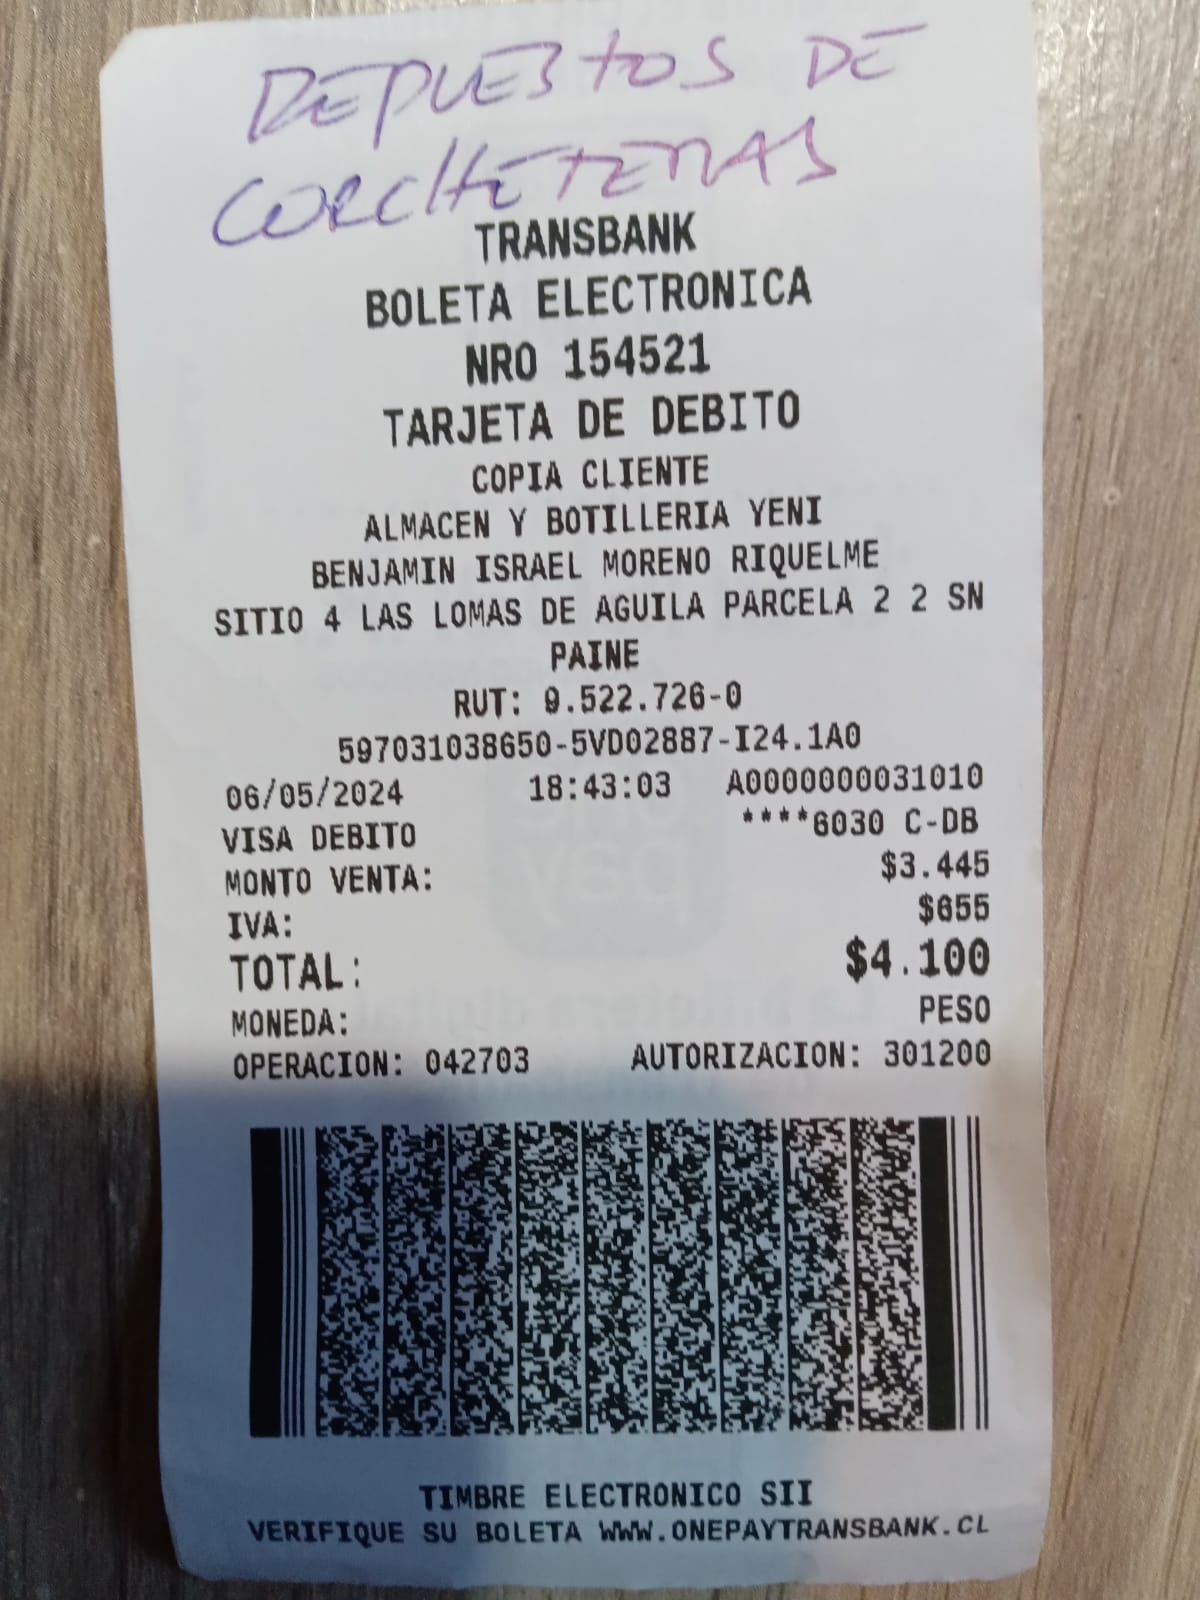 REPUESTOS DE
CORCHETERAS
TRANSBANK
BOLETA ELECTRONICA
NRO 154521
TARJETA DE DEBITO
COPIA CLIENTE
ALMACEN Y BOTILLERIA YENI
BENJAMIN ISRAEL MORENO RIQUELME
SITIO 4 LAS LOMAS DE AGUILA PARCELA 2 2 SN
PAINE
RUT: 9.522.726-0
597031038650-5VD02887-I24.1A0
06/05/2024 18:43:03 A0000000031010
VISA DEBITO ****6030 C-DB
MONTO VENTA: $3.445
IVA: $655
TOTAL: $4.100
MONEDA: PESO
OPERACION: 042703 AUTORIZACION: 301200
TIMBRE ELECTRONICO SII
VERIFIQUE SU BOLETA WWW.ONEPAYTRANSBANK.CL